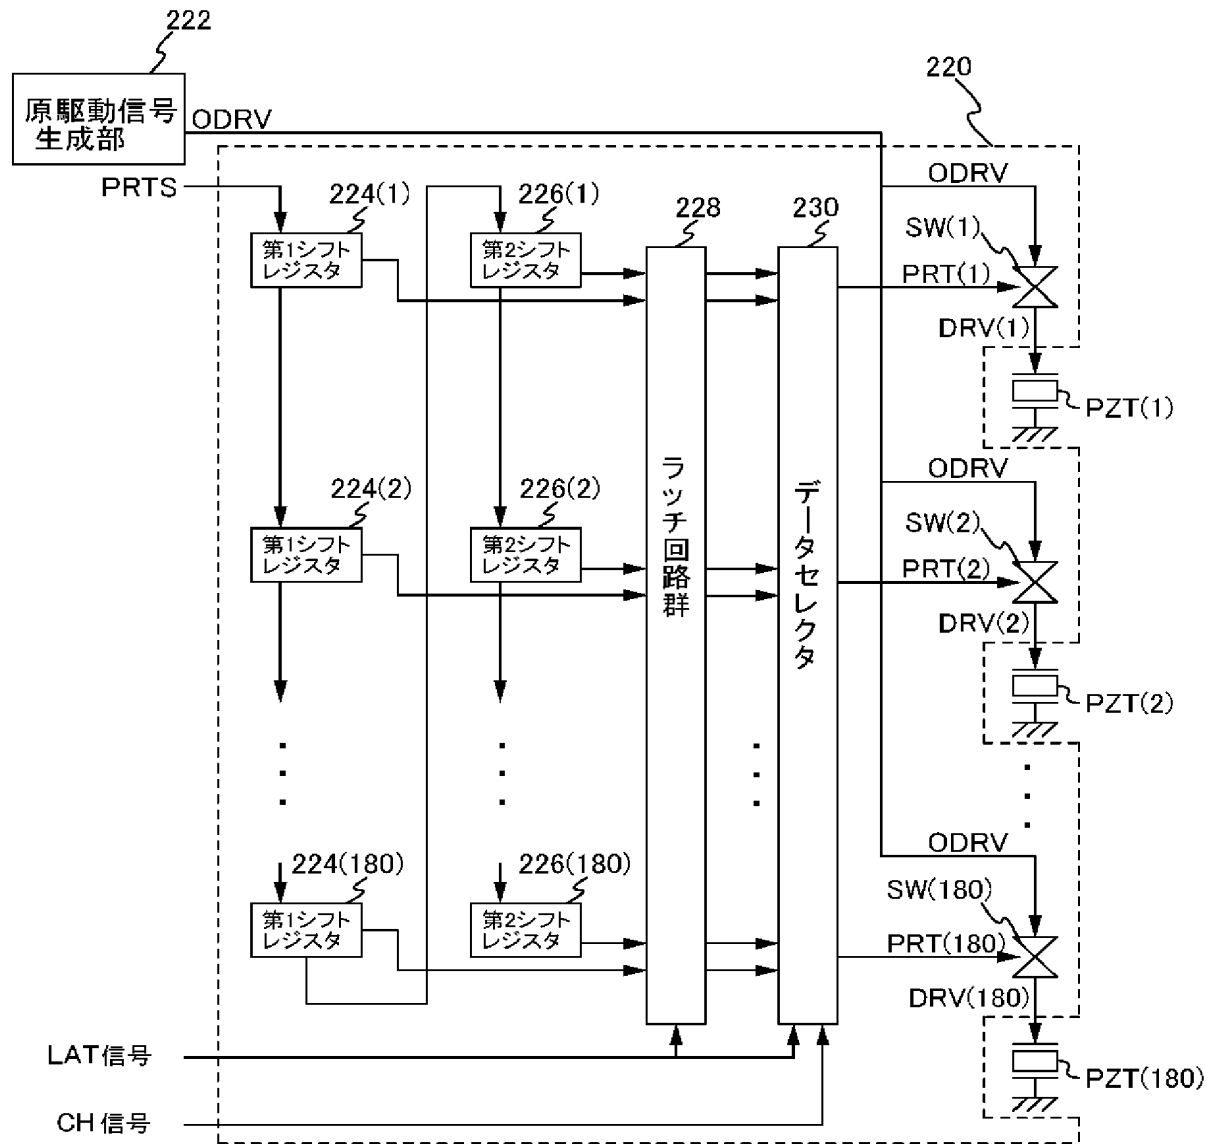 222
原駆動信号
生成部
ODRV
220
PRTS
224(1)
226(1)
228
230
ODRV
SW(1)
第1シフト
レジスタ
第2シフト
レジスタ
PRT(1)
DRV(1)
PZT(1)
ラッチ回路群
データセレクタ
224(2)
226(2)
ODRV
SW(2)
第1シフト
レジスタ
第2シフト
レジスタ
PRT(2)
DRV(2)
PZT(2)
ODRV
224(180)
226(180)
SW(180)
第1シフト
レジスタ
第2シフト
レジスタ
PRT(180)
DRV(180)
LAT信号
PZT(180)
CH信号